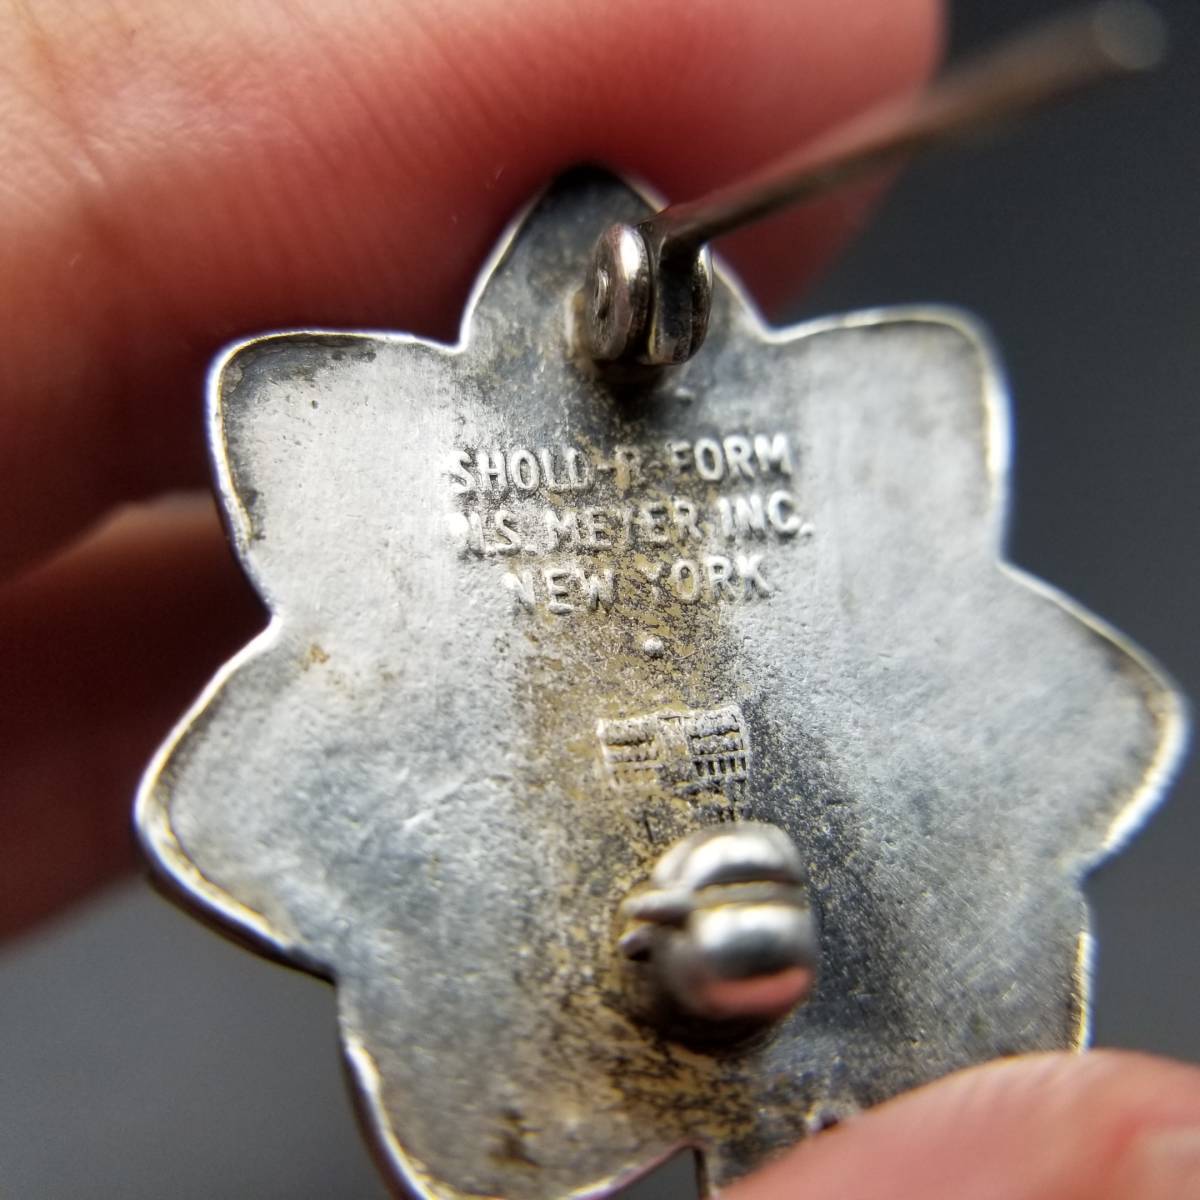 SHOLD-R-FORM
N.S. MEYER, INC.
NEW YORK